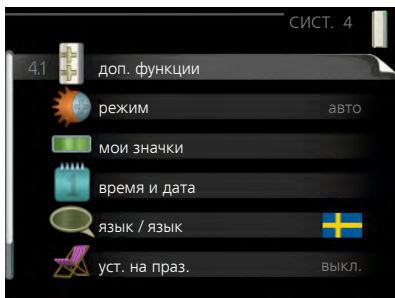 СИСТ. 4
4.1 доп. функции
режим авто
мои значки
время и дата
язык / язык
уст. на праз. выкл.